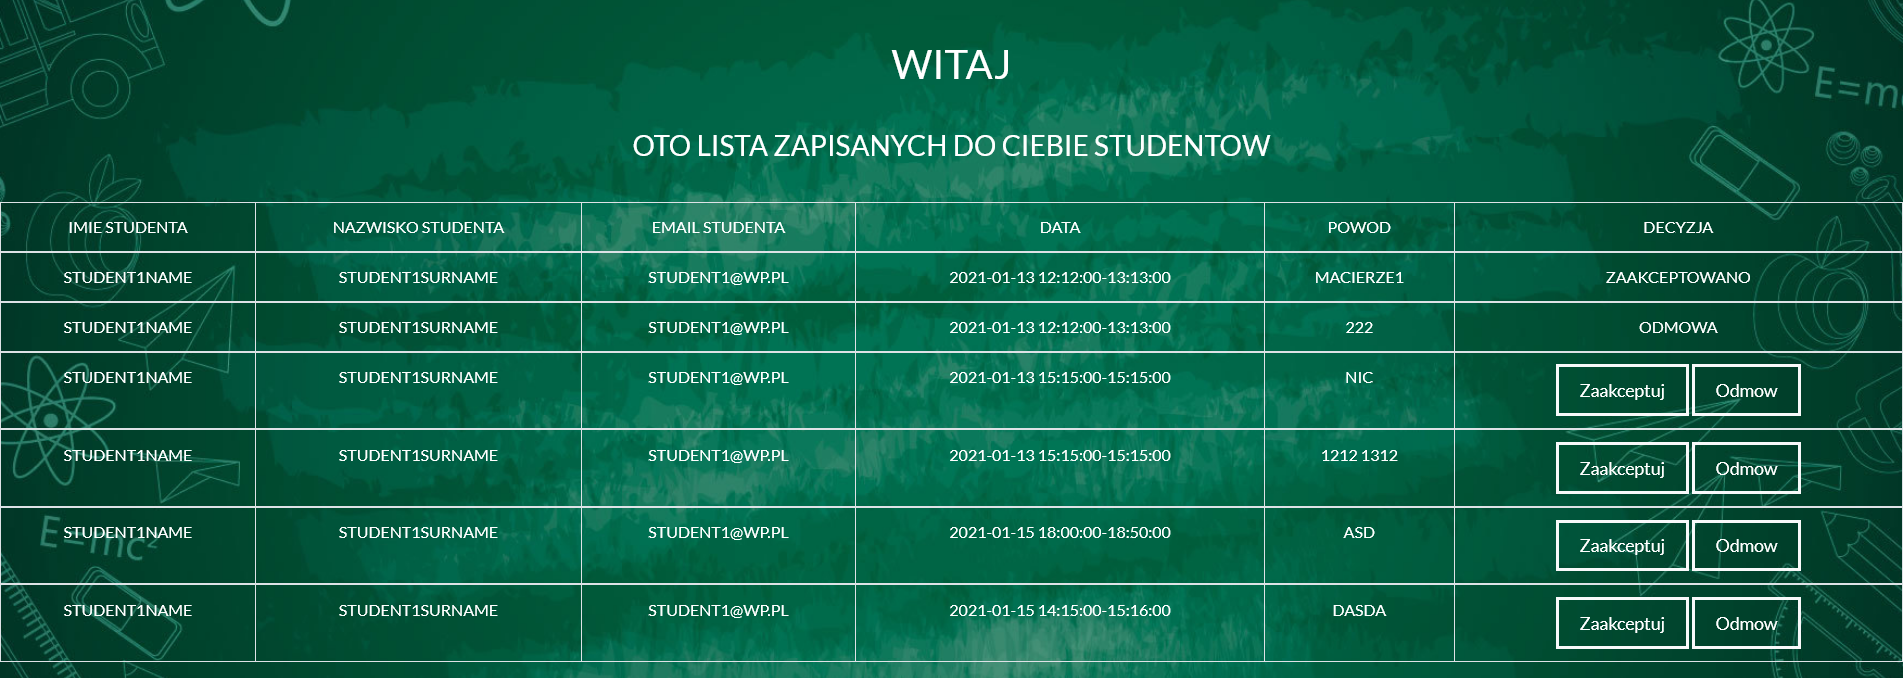 WITAJ
E=mc
OTO LISTA ZAPISANYCH DO CIEBIE STUDENTOW
IMIE STUDENTA NAZWISKO STUDENTA EMAIL STUDENTA DATA POWOD DECYZJA
STUDENT1NAME STUDENT1SURNAME STUDENT1@WP.PL 2021-01-13 12:12:00-13:13:00 MACIERZE1 ZAAKCEPTOWANO
STUDENT1NAME STUDENT1SURNAME STUDENT1@WP.PL 2021-01-13 12:12:00-13:13:00 222 ODMOWA
STUDENT1NAME STUDENT1SURNAME STUDENT1@WP.PL 2021-01-13 15:15:00-15:15:00 NIC Zaakceptuj Odmow
STUDENT1NAME STUDENT1SURNAME STUDENT1@WP.PL 2021-01-13 15:15:00-15:15:00 1212 1312 Zaakceptuj Odmow
STUDENT1NAME STUDENT1SURNAME STUDENT1@WP.PL 2021-01-15 18:00:00-18:50:00 ASD Zaakceptuj Odmow
E=mc²
STUDENT1NAME STUDENT1SURNAME STUDENT1@WP.PL 2021-01-15 14:15:00-15:16:00 DASDA Zaakceptuj Odmow